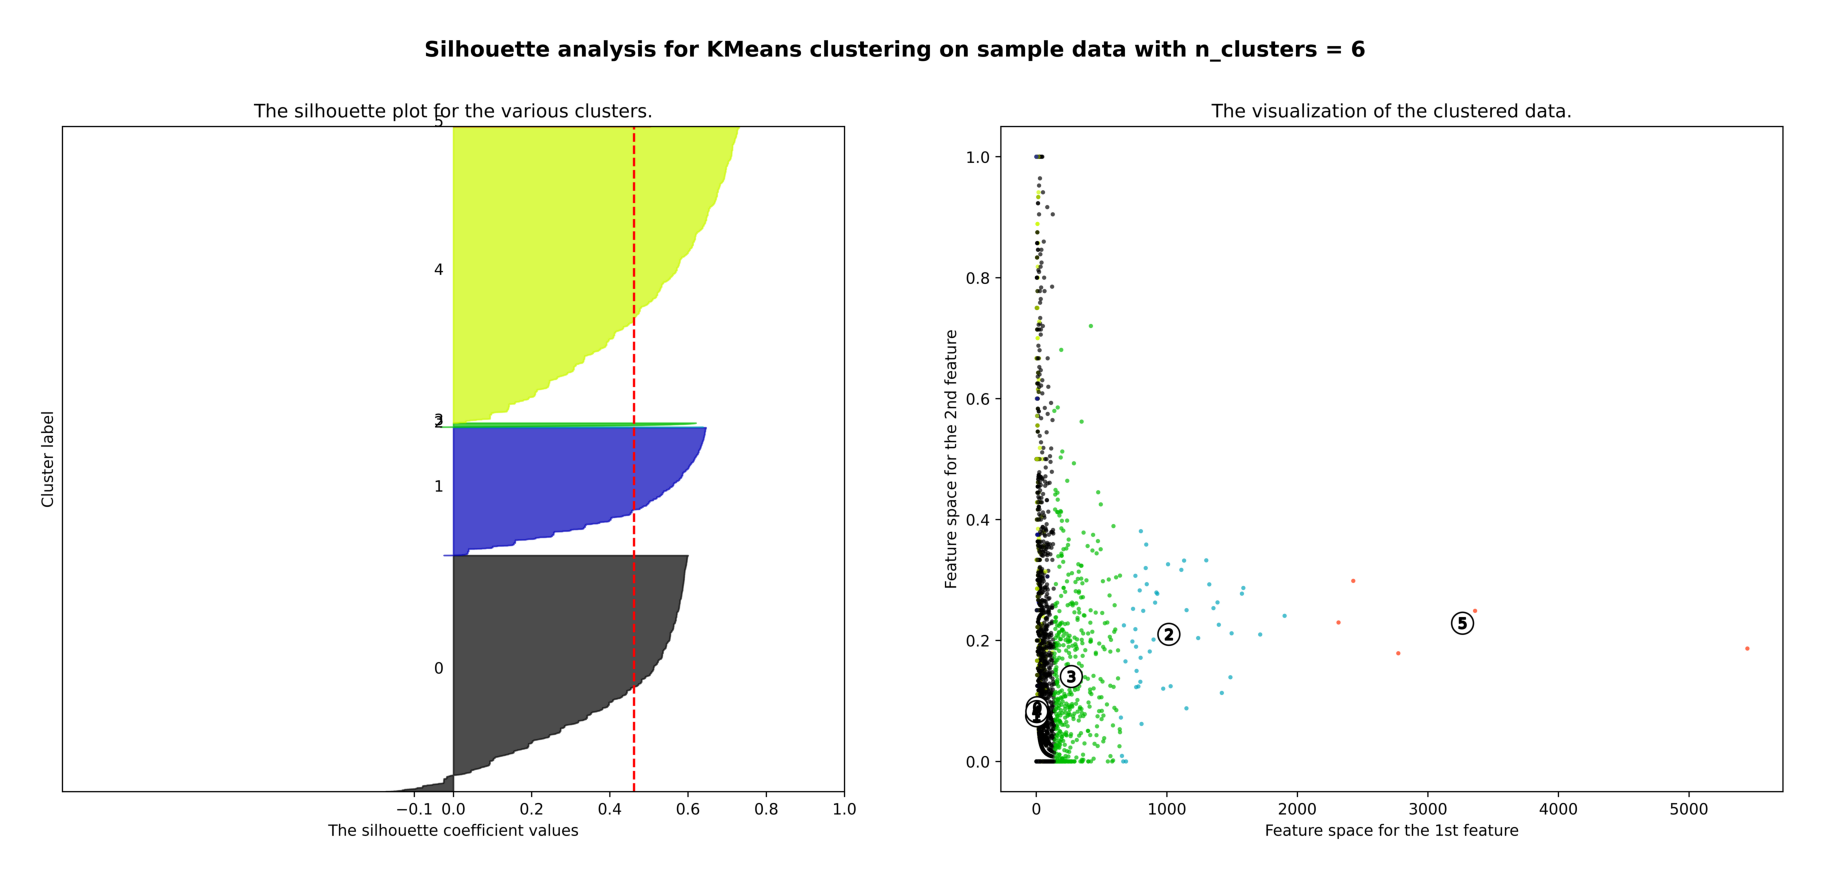 Silhouette analysis for KMeans clustering on sample data with n_clusters = 6
The silhouette plot for the various clusters.
5
4
3
2
1
0
Cluster label
−0.1 0.0 0.2 0.4 0.6 0.8 1.0
The silhouette coefficient values
The visualization of the clustered data.
1.0
0.8
0.6
0.4
0.2
0.0
Feature space for the 2nd feature
2
5
3
0 1000 2000 3000 4000 5000
Feature space for the 1st feature